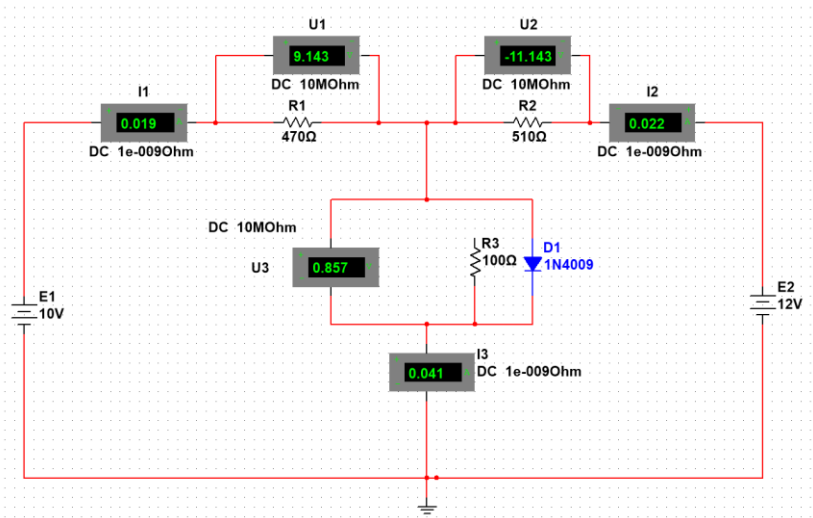 U1
9.143
DC 10MOhm
U2
-11.143
DC 10MOhm
I1
0.019
DC 1e-009Ohm
R1
470Ω
R2
510Ω
I2
0.022
DC 1e-009Ohm
DC 10MOhm
U3
0.857
R3
100Ω
D1
1N4009
E1
10V
E2
12V
I3
0.041
DC 1e-009Ohm